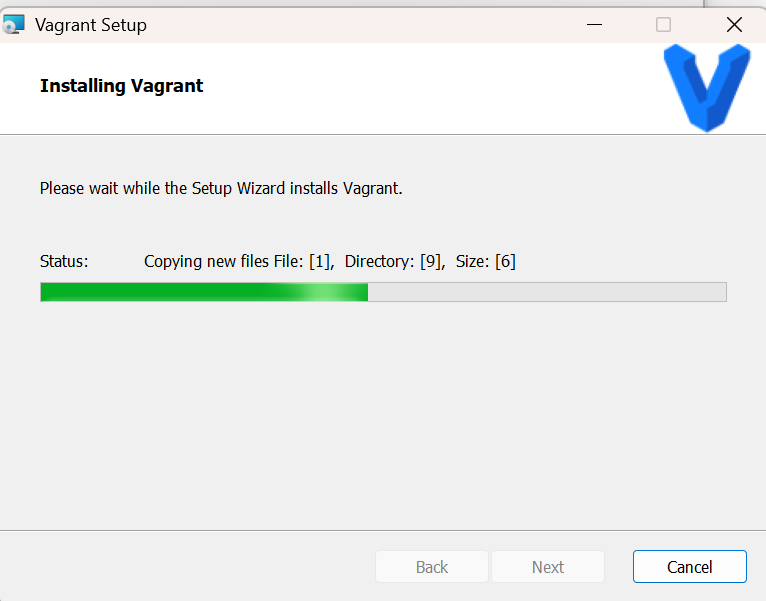 Vagrant Setup
Installing Vagrant
Please wait while the Setup Wizard installs Vagrant.
Status: Copying new files File: [1], Directory: [9], Size: [6]
Back Next Cancel